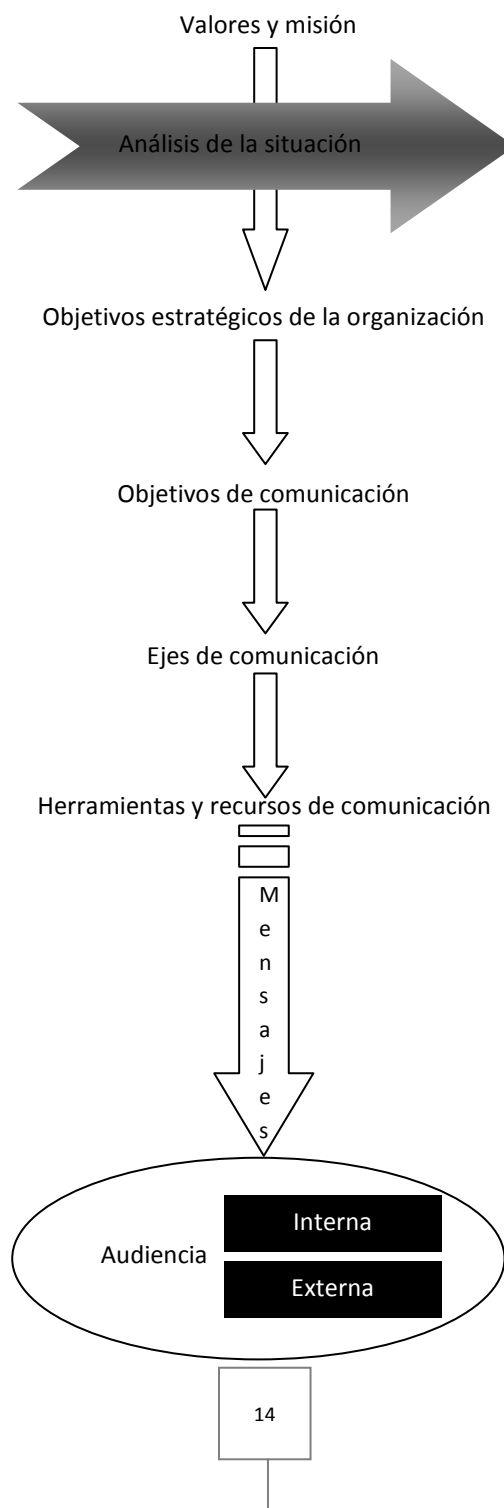 Valores y misión
Análisis de la situación
Objetivos estratégicos de la organización
Objetivos de comunicación
Ejes de comunicación
Herramientas y recursos de comunicación
Mensajes
Interna
Audiencia
Externa
14